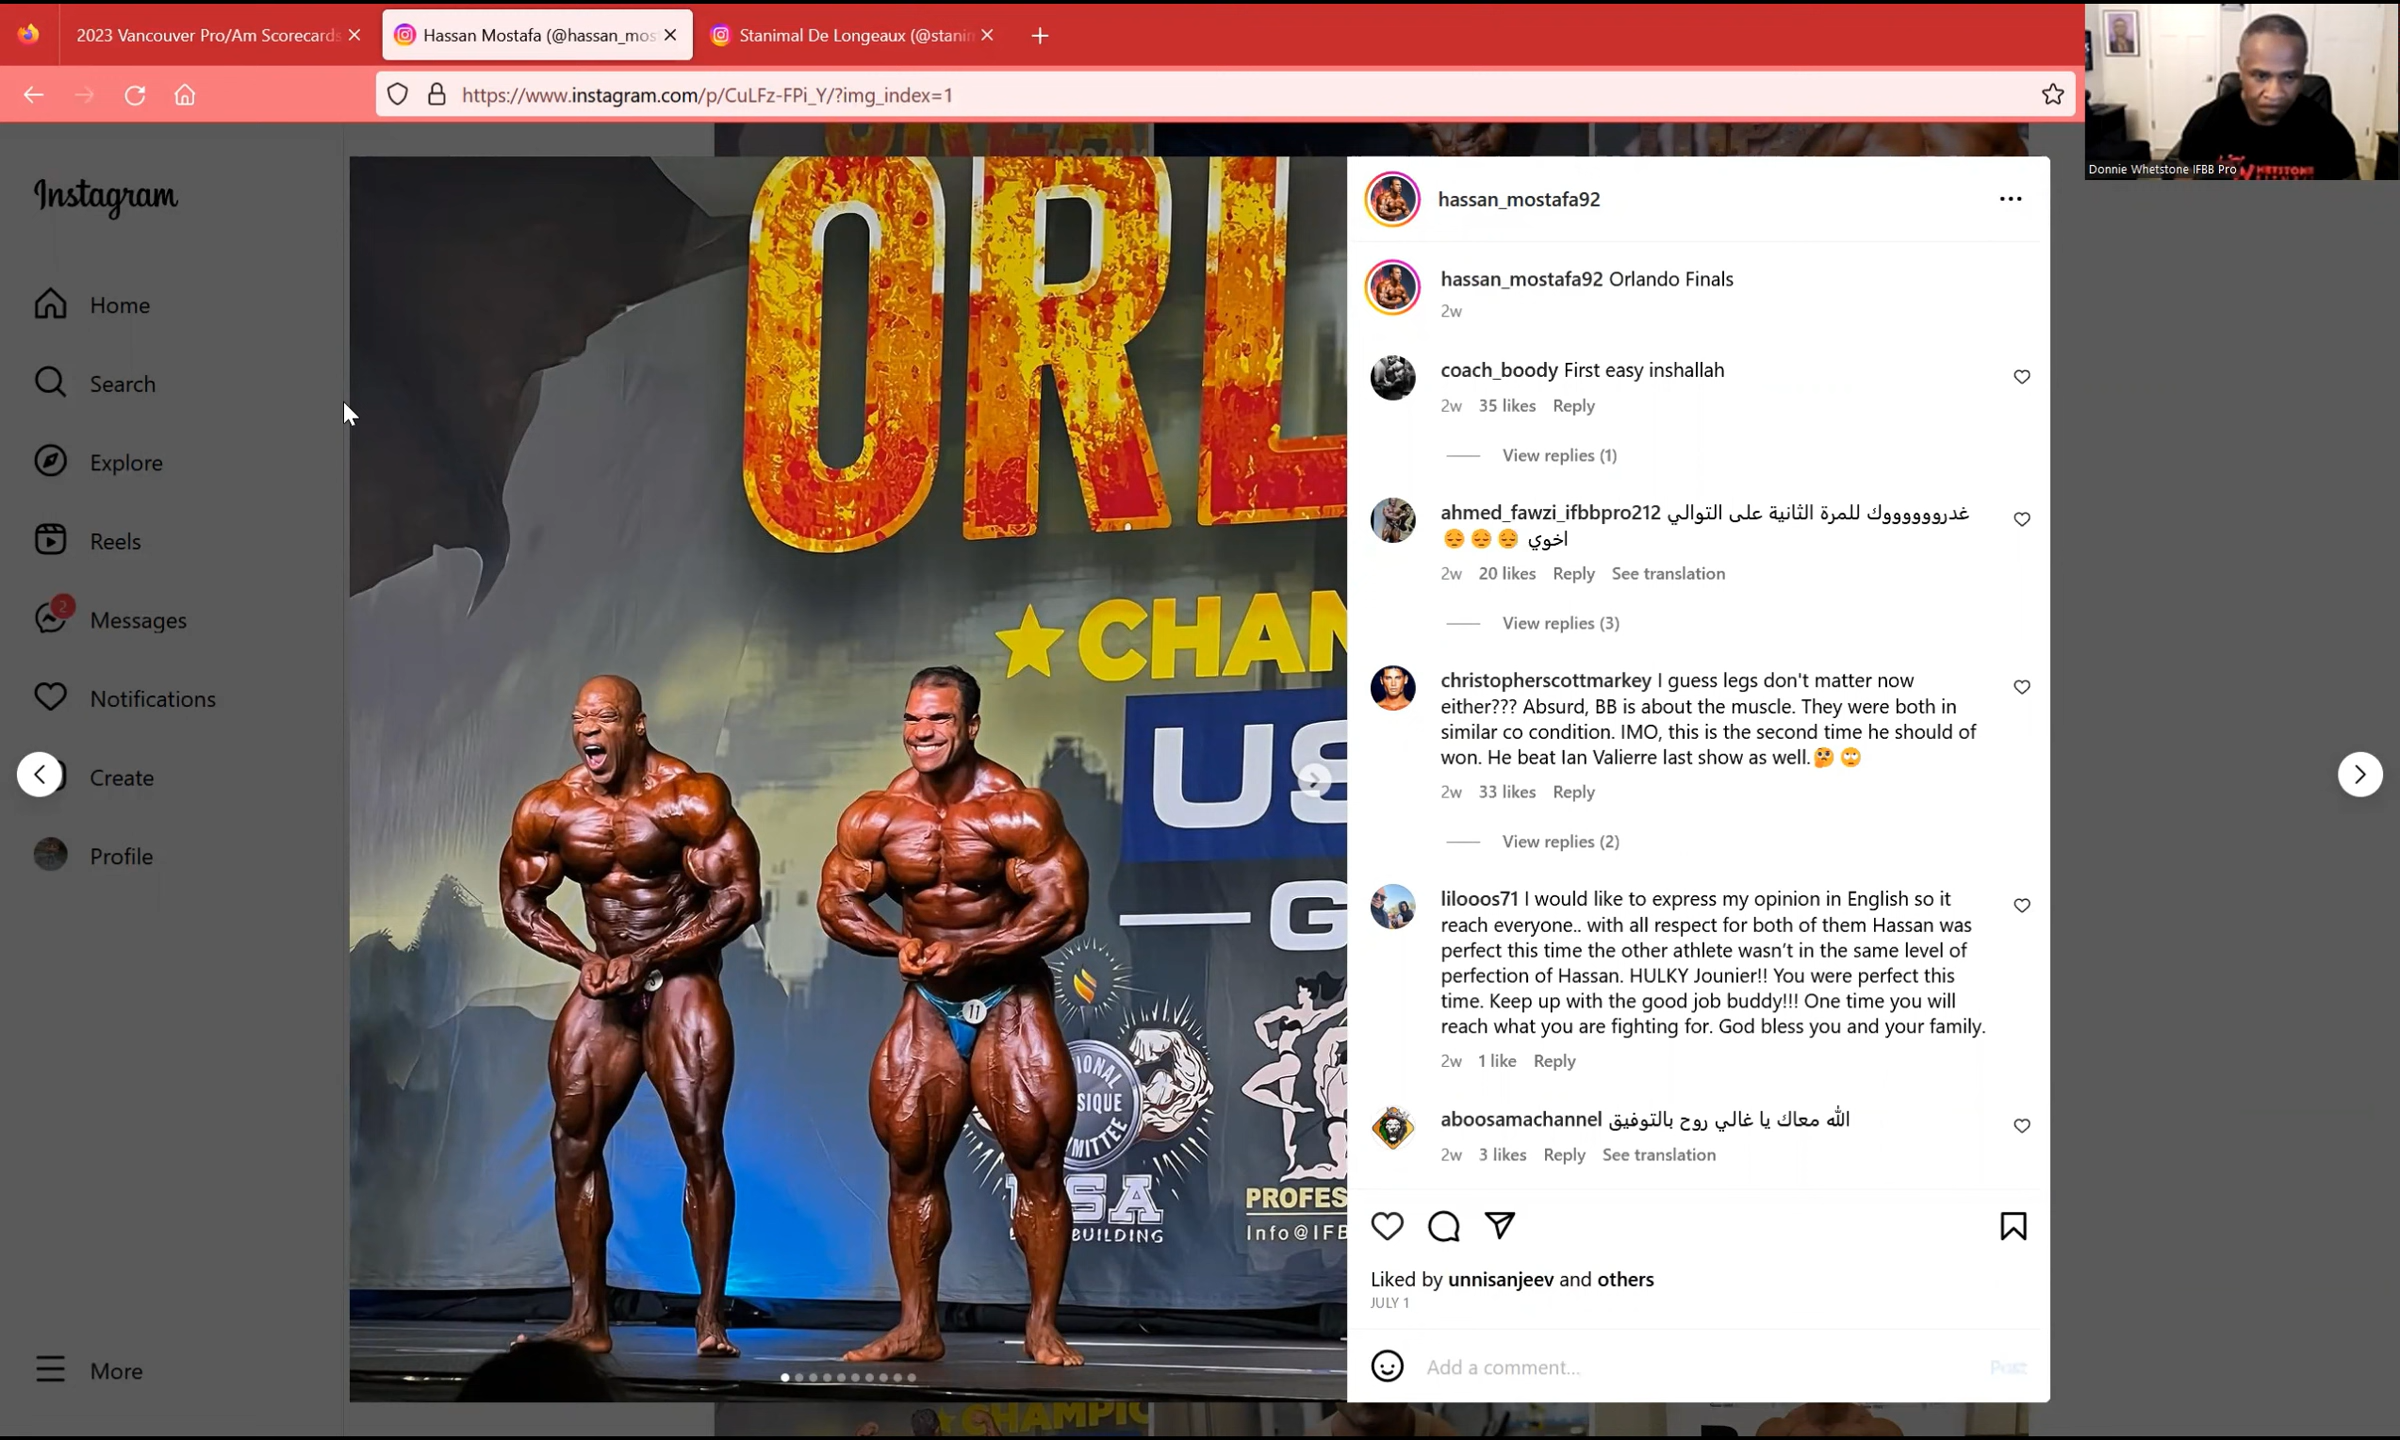 2023 Vancouver Pro/Am Scorecards
Hassan Mostafa (@hassan_mos
Stanimal De Longeaux (@stanim
https://www.instagram.com/p/CuLFz-FPi_Y/?img_index=1
Donnie Whetstone IFBB Pro
Instagram
Home
Search
Explore
Reels
2
Messages
Notifications
Create
Profile
More
ORL
CHAN
US
G
11
IONAL
SIQUE
MITTEE
USA
BUILDING
PROFES
Info@IFB
CHAMPIC
hassan_mostafa92
hassan_mostafa92 Orlando Finals
2w
coach_boody First easy inshallah
2w 35 likes Reply
View replies (1)
ahmed_fawzi_ifbbpro212 غدروووووووك للمرة الثانية على التوالي
اخوي 😔😔😔
2w 20 likes Reply See translation
View replies (3)
christopherscottmarkey I guess legs don't matter now
either??? Absurd, BB is about the muscle. They were both in
similar co condition. IMO, this is the second time he should of
won. He beat Ian Valierre last show as well.🤔🙄
2w 33 likes Reply
View replies (2)
lilooos71 I would like to express my opinion in English so it
reach everyone.. with all respect for both of them Hassan was
perfect this time the other athlete wasn't in the same level of
perfection of Hassan. HULKY Jounier!! You were perfect this
time. Keep up with the good job buddy!!! One time you will
reach what you are fighting for. God bless you and your family.
2w 1 like Reply
aboosamachannel الله معاك يا غالي روح بالتوفيق
2w 3 likes Reply See translation
Liked by unnisanjeev and others
JULY 1
Add a comment...
Post